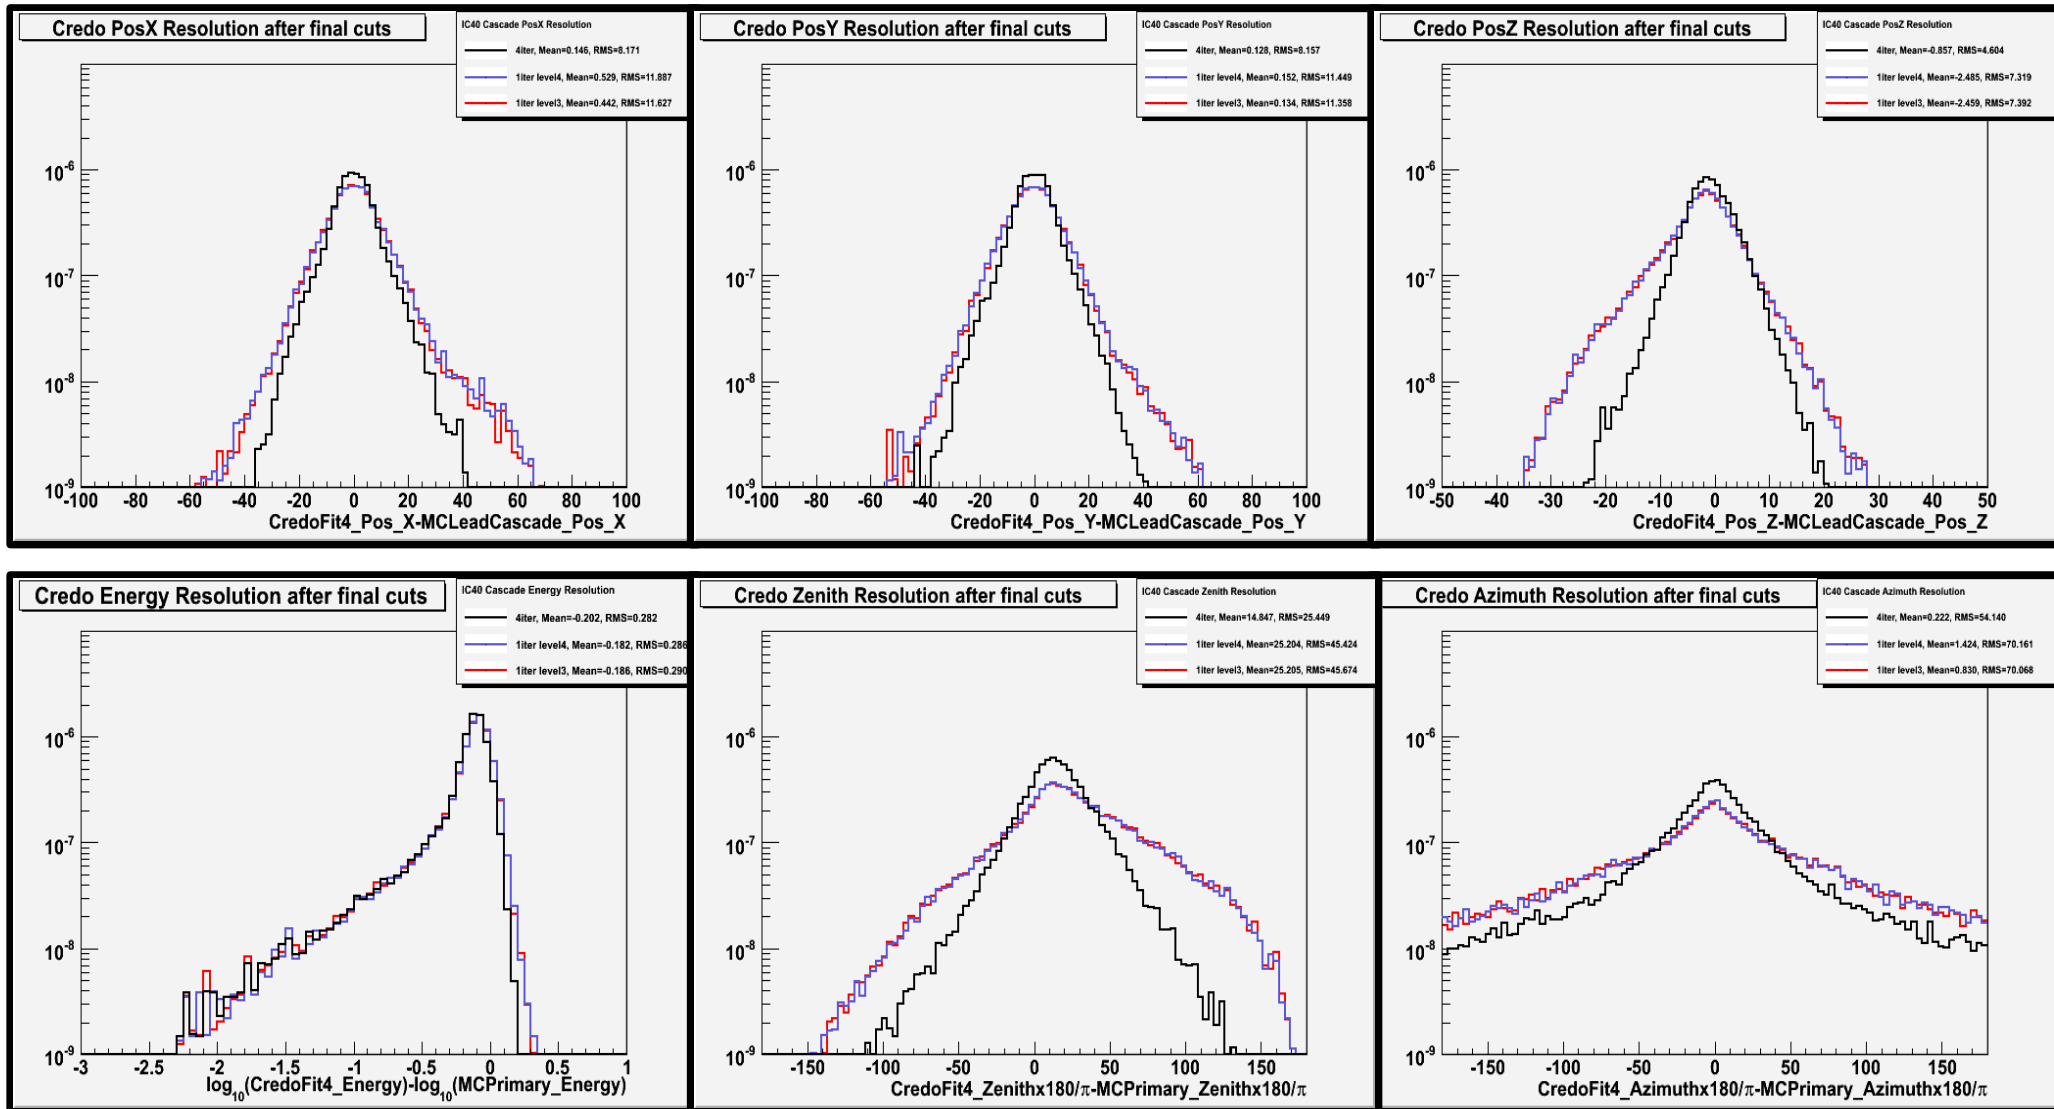 Credo PosX Resolution after final cuts
IC40 Cascade PosX Resolution
4iter, Mean=0.146, RMS=8.171
1iter level4, Mean=0.529, RMS=11.887
1iter level3, Mean=0.442, RMS=11.627
10-6
10-7
10-8
10-9
-100 -80 -60 -40 -20 0 20 40 60 80 100
CredoFit4_Pos_X-MCLeadCascade_Pos_X
Credo PosY Resolution after final cuts
IC40 Cascade PosY Resolution
4iter, Mean=0.128, RMS=8.157
1iter level4, Mean=0.152, RMS=11.449
1iter level3, Mean=0.134, RMS=11.358
10-6
10-7
10-8
10-9
-100 -80 -60 -40 -20 0 20 40 60 80 100
CredoFit4_Pos_Y-MCLeadCascade_Pos_Y
Credo PosZ Resolution after final cuts
IC40 Cascade PosZ Resolution
4iter, Mean=-0.857, RMS=4.604
1iter level4, Mean=-2.485, RMS=7.319
1iter level3, Mean=-2.459, RMS=7.392
10-6
10-7
10-8
10-9
-50 -40 -30 -20 -10 0 10 20 30 40 50
CredoFit4_Pos_Z-MCLeadCascade_Pos_Z
Credo Energy Resolution after final cuts
IC40 Cascade Energy Resolution
4iter, Mean=-0.202, RMS=0.282
1iter level4, Mean=-0.182, RMS=0.286
1iter level3, Mean=-0.186, RMS=0.290
10-6
10-7
10-8
10-9
-3 -2.5 -2 -1.5 -1 -0.5 0 0.5 1
log10(CredoFit4_Energy)-log10(MCPrimary_Energy)
Credo Zenith Resolution after final cuts
IC40 Cascade Zenith Resolution
4iter, Mean=14.847, RMS=25.449
1iter level4, Mean=25.204, RMS=45.424
1iter level3, Mean=25.205, RMS=45.674
10-6
10-7
10-8
10-9
-150 -100 -50 0 50 100 150
CredoFit4_Zenithx180/π-MCPrimary_Zenithx180/π
Credo Azimuth Resolution after final cuts
IC40 Cascade Azimuth Resolution
4iter, Mean=0.222, RMS=54.140
1iter level4, Mean=1.424, RMS=70.161
1iter level3, Mean=0.830, RMS=70.068
10-6
10-7
10-8
10-9
-150 -100 -50 0 50 100 150
CredoFit4_Azimuthx180/π-MCPrimary_Azimuthx180/π